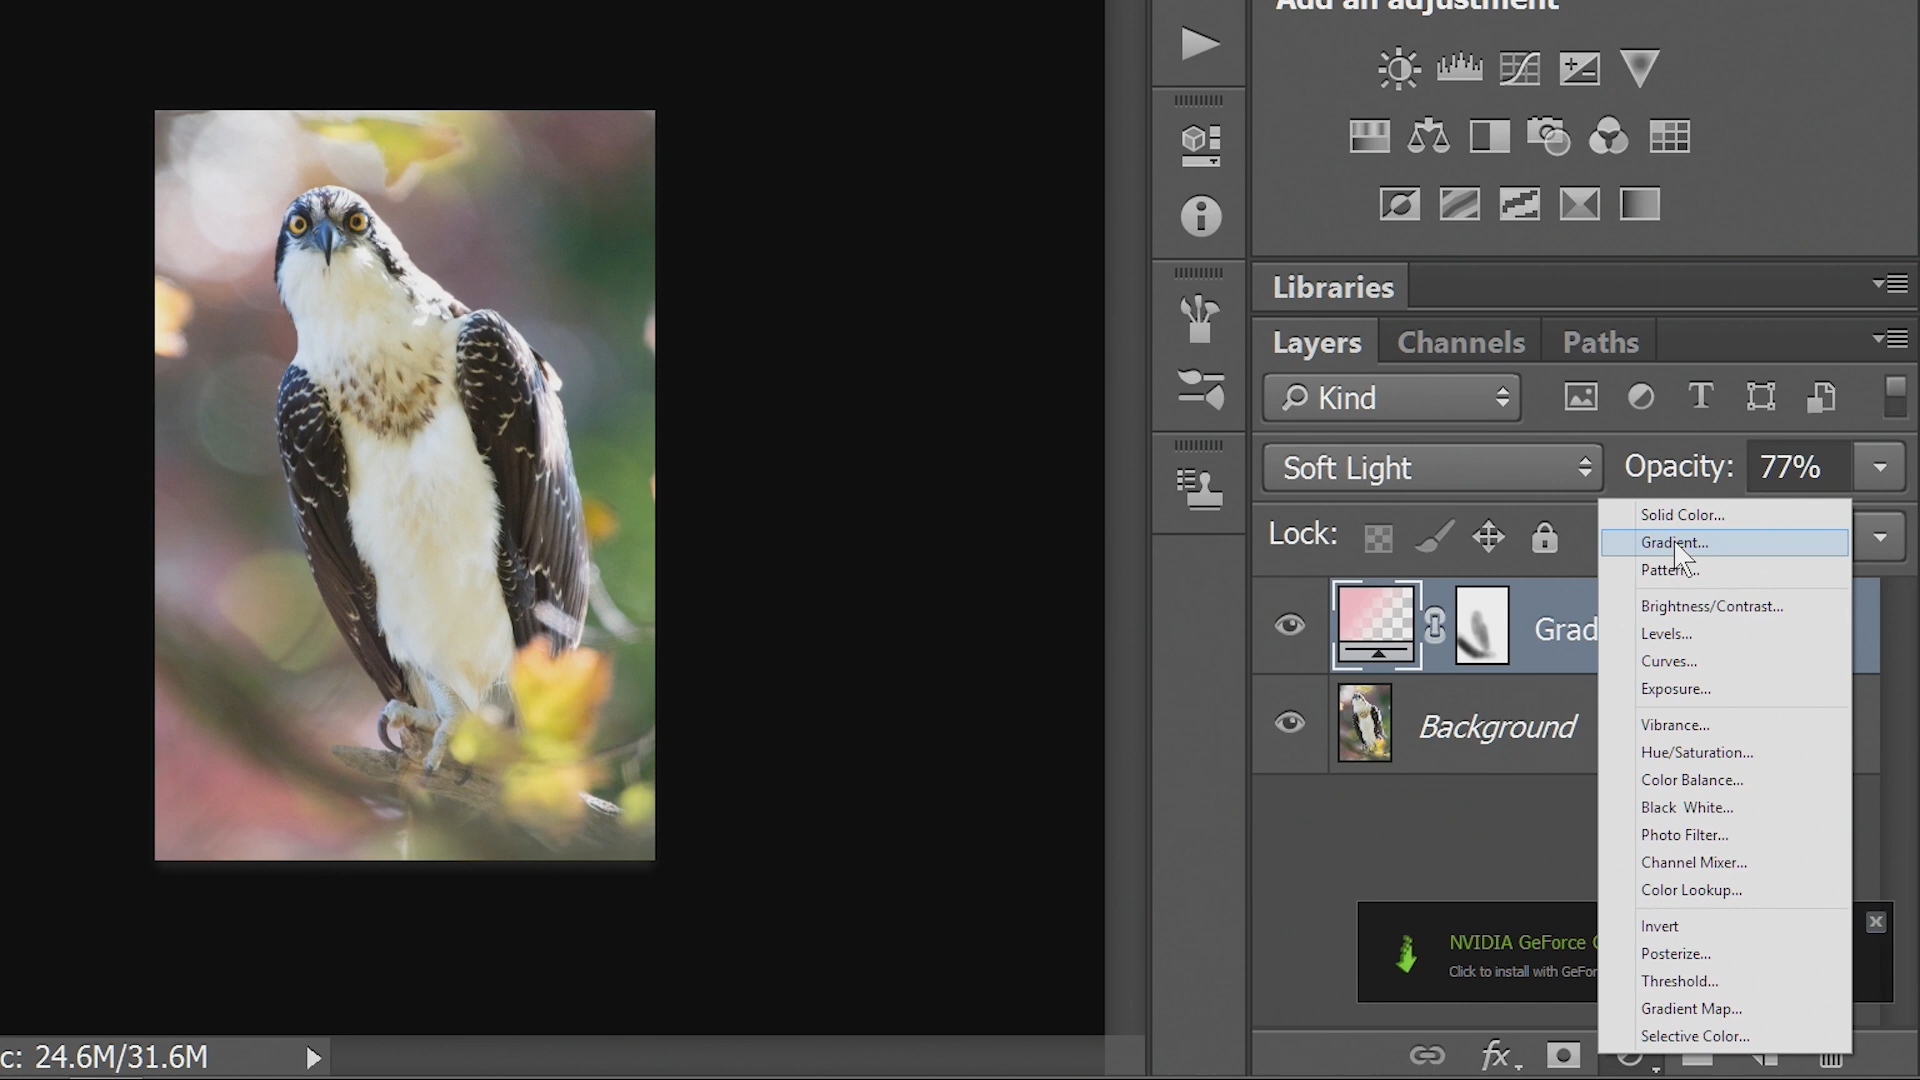 Add an adjustment
Libraries
Layers
Channels
Paths
Kind
Soft Light
Opacity:
77%
Lock:
Solid Color...
Gradient...
Brightness/Contrast...
Levels...
Curves...
Exposure...
Vibrance...
Hue/Saturation...
Color Balance...
Black  White...
Photo Filter...
Channel Mixer...
Color Lookup...
Invert
Posterize...
Threshold...
Gradient Map...
Selective Color...
Grad
Background
NVIDIA GeForce
Click to install with GeFor
fx
c: 24.6M/31.6M